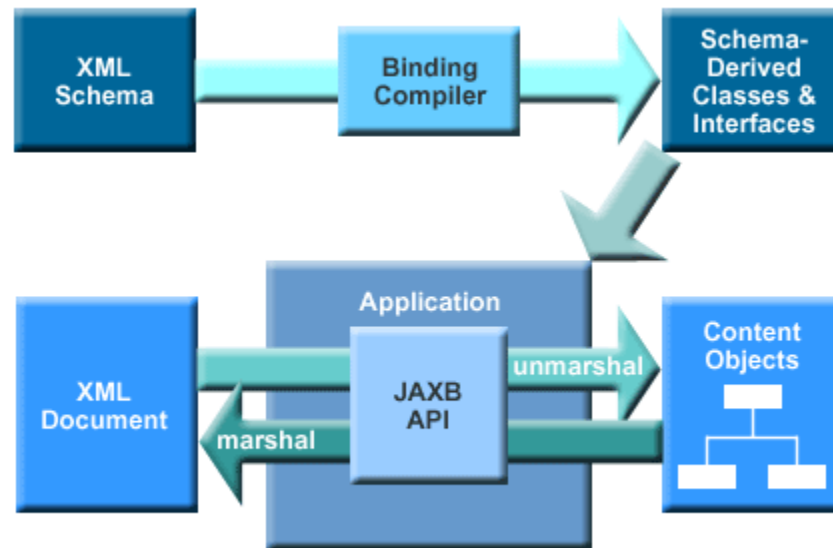 XML
Schema
Binding
Compiler
Schema-
Derived
Classes &
Interfaces
Application
XML
Document
JAXB
API
unmarshal
marshal
Content
Objects